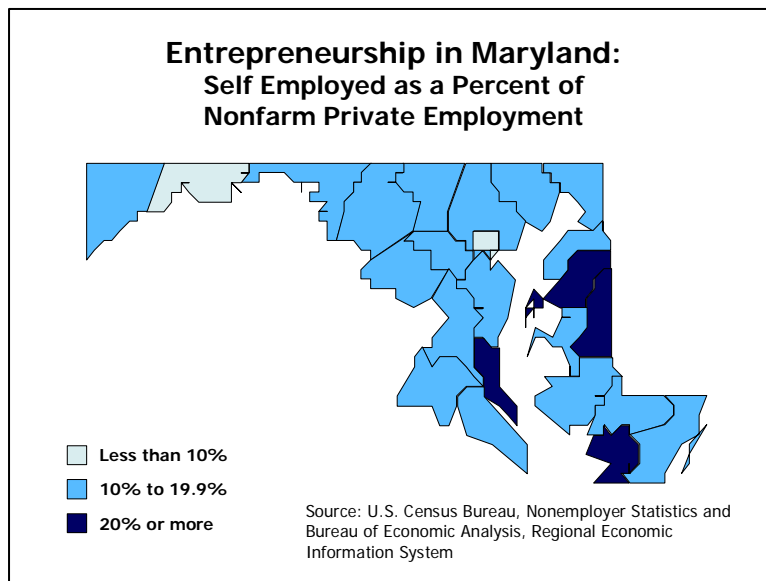 Entrepreneurship in Maryland:
Self Employed as a Percent of
Nonfarm Private Employment
Less than 10%
10% to 19.9%
20% or more
Source: U.S. Census Bureau, Nonemployer Statistics and
Bureau of Economic Analysis, Regional Economic
Information System